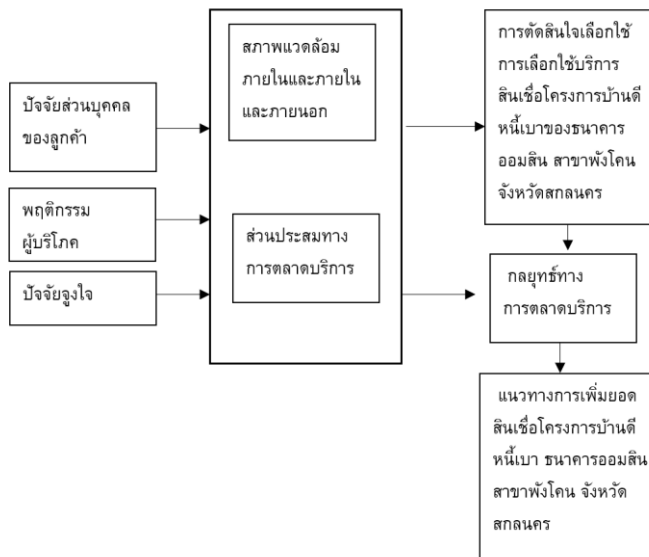 ปัจจัยส่วนบุคคล
ของลูกค้า
พฤติกรรม
ผู้บริโภค
ปัจจัยจูงใจ
สภาพแวดล้อม
ภายในและภายใน
และภายนอก
ส่วนประสมทาง
การตลาดบริการ
การตัดสินใจเลือกใช้
การเลือกใช้บริการ
สินเชื่อโครงการบ้านดี
หนี้เบาของธนาคาร
ออมสิน สาขาพังโคน
จังหวัดสกลนคร
กลยุทธ์ทาง
การตลาดบริการ
แนวทางการเพิ่มยอด
สินเชื่อโครงการบ้านดี
หนี้เบา ธนาคารออมสิน
สาขาพังโคน จังหวัด
สกลนคร